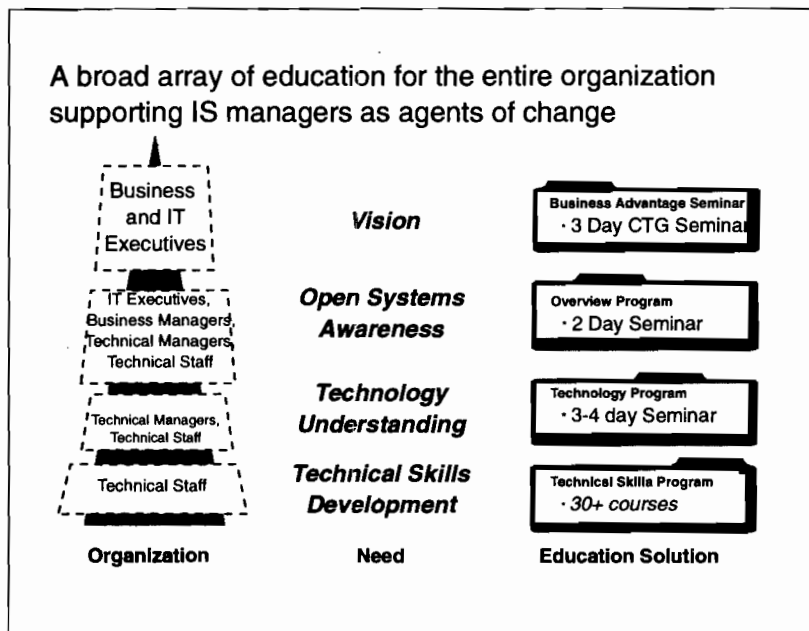 A broad array of education for the entire organization
supporting IS managers as agents of change
Business
and IT
Executives
Vision
Business Advantage Seminar
· 3 Day CTG Seminar
IT Executives,
Business Managers,
Technical Managers,
Technical Staff
Open Systems
Awareness
Overview Program
· 2 Day Seminar
Technical Managers,
Technical Staff
Technology
Understanding
Technology Program
· 3-4 day Seminar
Technical Staff
Technical Skills
Development
Technical Skills Program
· 30+ courses
Organization
Need
Education Solution